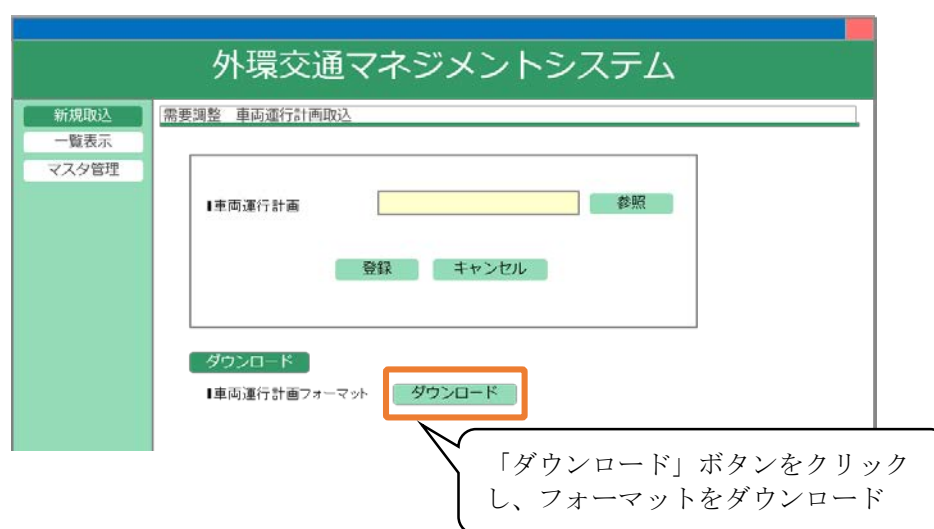 外環交通マネジメントシステム
新規取込
一覧表示
マスタ管理
需要調整 車両運行計画取込
車両運行計画
参照
登録 キャンセル
ダウンロード
車両運行計画フォーマット ダウンロード
「ダウンロード」ボタンをクリック
し、フォーマットをダウンロード